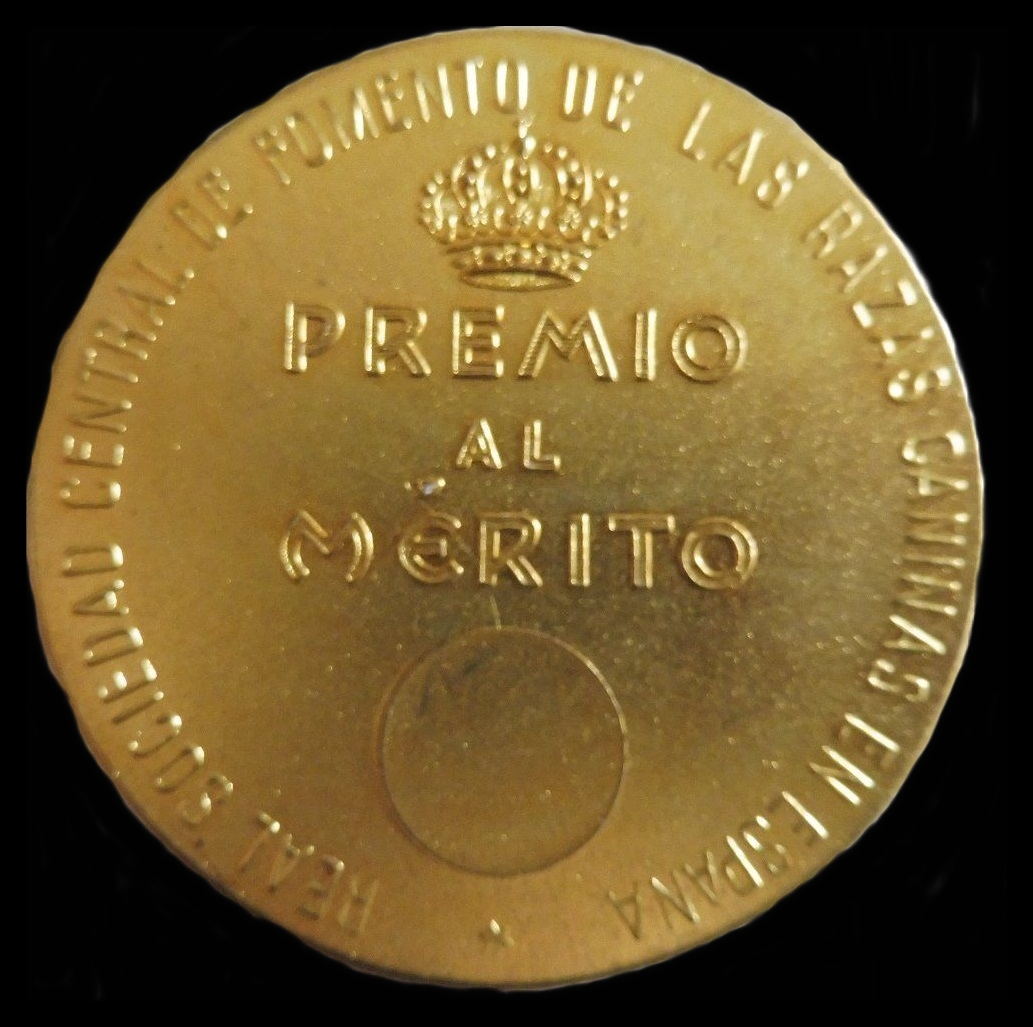 REAL SOCIEDAD CENTRAL DE FOMENTO DE LAS RAZAS CANINAS EN ESPAÑA
PREMIO
AL
MÉRITO